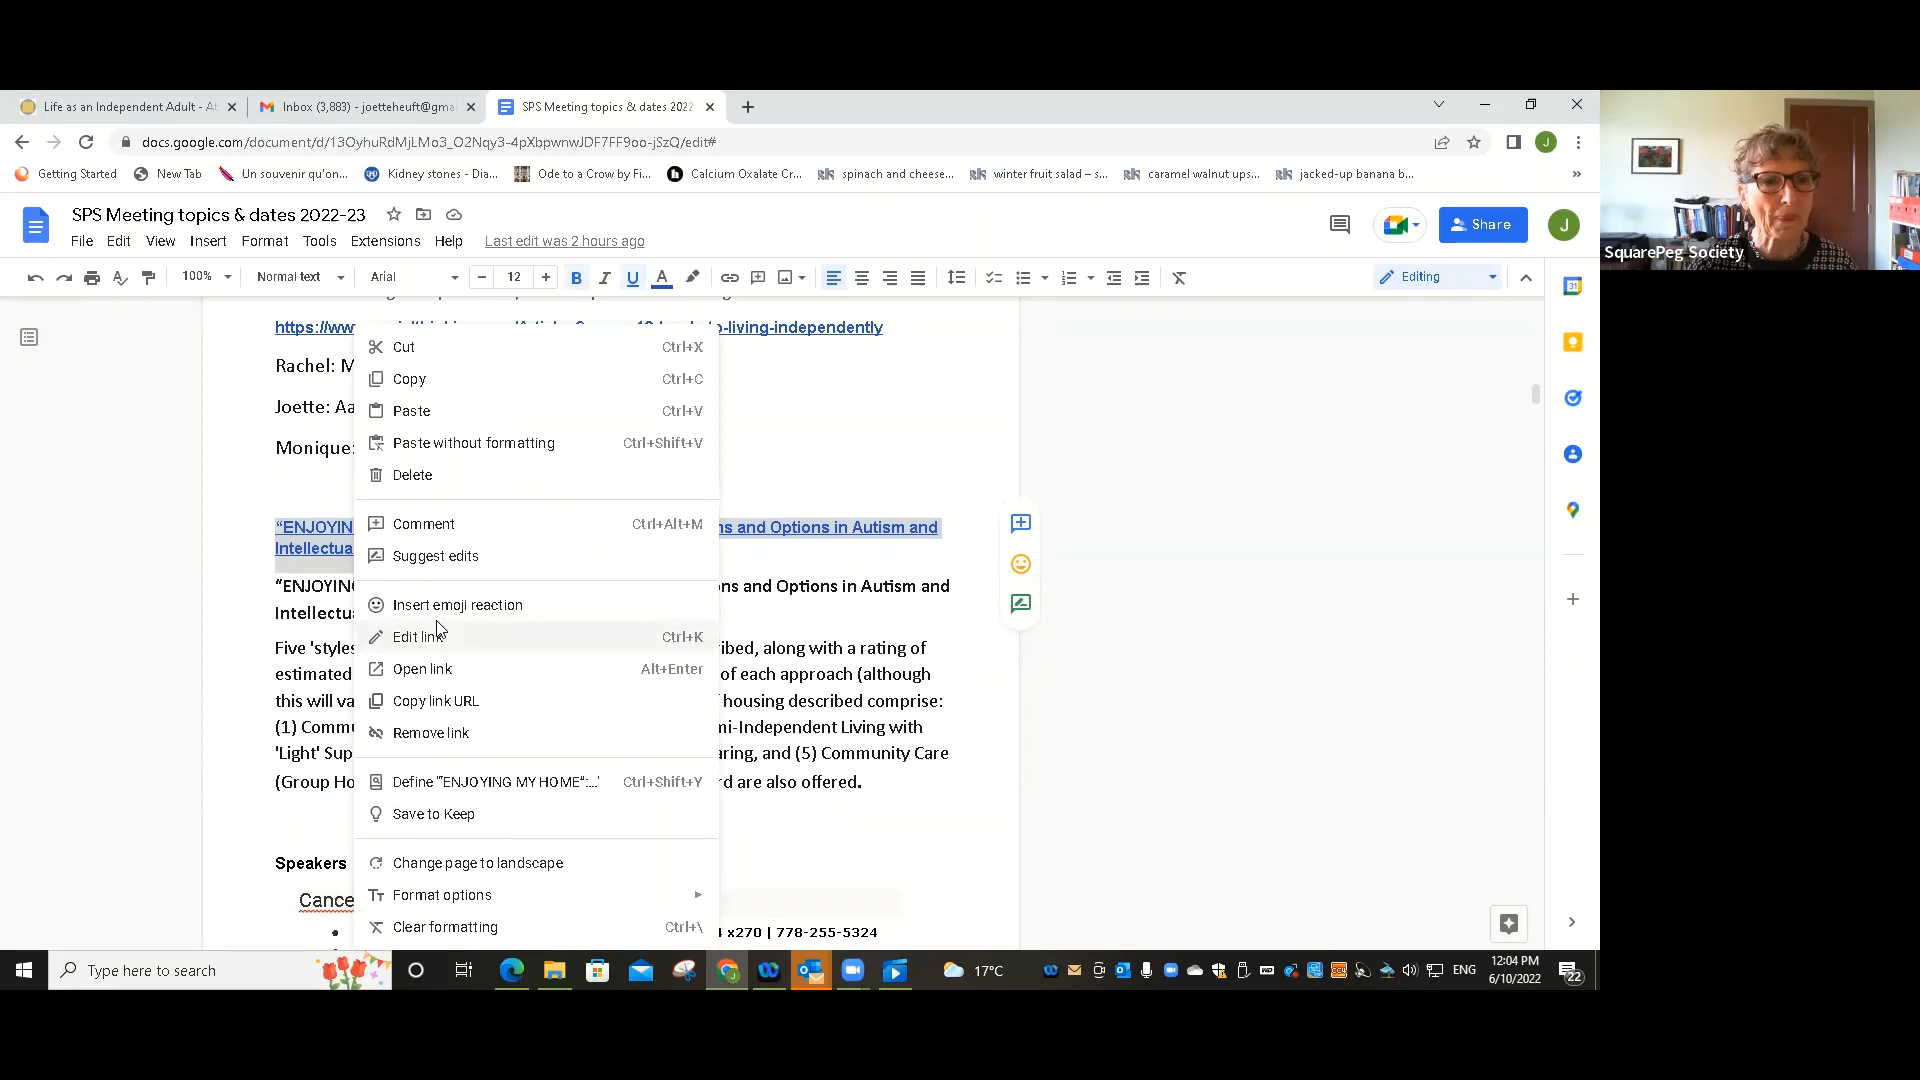 Life as an Independent Adult - At
Inbox (3,883) - joetteheuft@gmai
SPS Meeting topics & dates 2022
docs.google.com/document/d/13OyhuRdMjLMo3_O2Nqy3-4pXbpwnwJDF7FF9oo-jSzQ/edit#
J
Getting Started
New Tab
Un souvenir qu'on...
Kidney stones - Dia...
Ode to a Crow by Fi...
Calcium Oxalate Cr...
spinach and cheese...
winter fruit salad – s...
caramel walnut ups...
jacked-up banana b...
SPS Meeting topics & dates 2022-23
File Edit View Insert Format Tools Extensions Help Last edit was 2 hours ago
Share
J
SquarePeg Society
100% Normal text Arial 12 B I U A Editing
https://ww -living-independently
Rachel: M
Joette: Aa
Monique:
Cut Ctrl+X
Copy Ctrl+C
Paste Ctrl+V
Paste without formatting Ctrl+Shift+V
Delete
Comment Ctrl+Alt+M
Suggest edits
Insert emoji reaction
Edit link Ctrl+K
Open link Alt+Enter
Copy link URL
Remove link
Define '“ENJOYING MY HOME”:...' Ctrl+Shift+Y
Save to Keep
Change page to landscape
Format options
Clear formatting Ctrl+\
“ENJOYIN ns and Options in Autism and
Intellectua
“ENJOYING ns and Options in Autism and
Intellectua
Five 'styles ribed, along with a rating of
estimated of each approach (although
this will va housing described comprise:
(1) Commu mi-Independent Living with
'Light' Sup aring, and (5) Community Care
(Group Ho rd are also offered.
Speakers
Cance
4 x270 | 778-255-5324
Type here to search
17°C
ENG
12:04 PM
6/10/2022
22